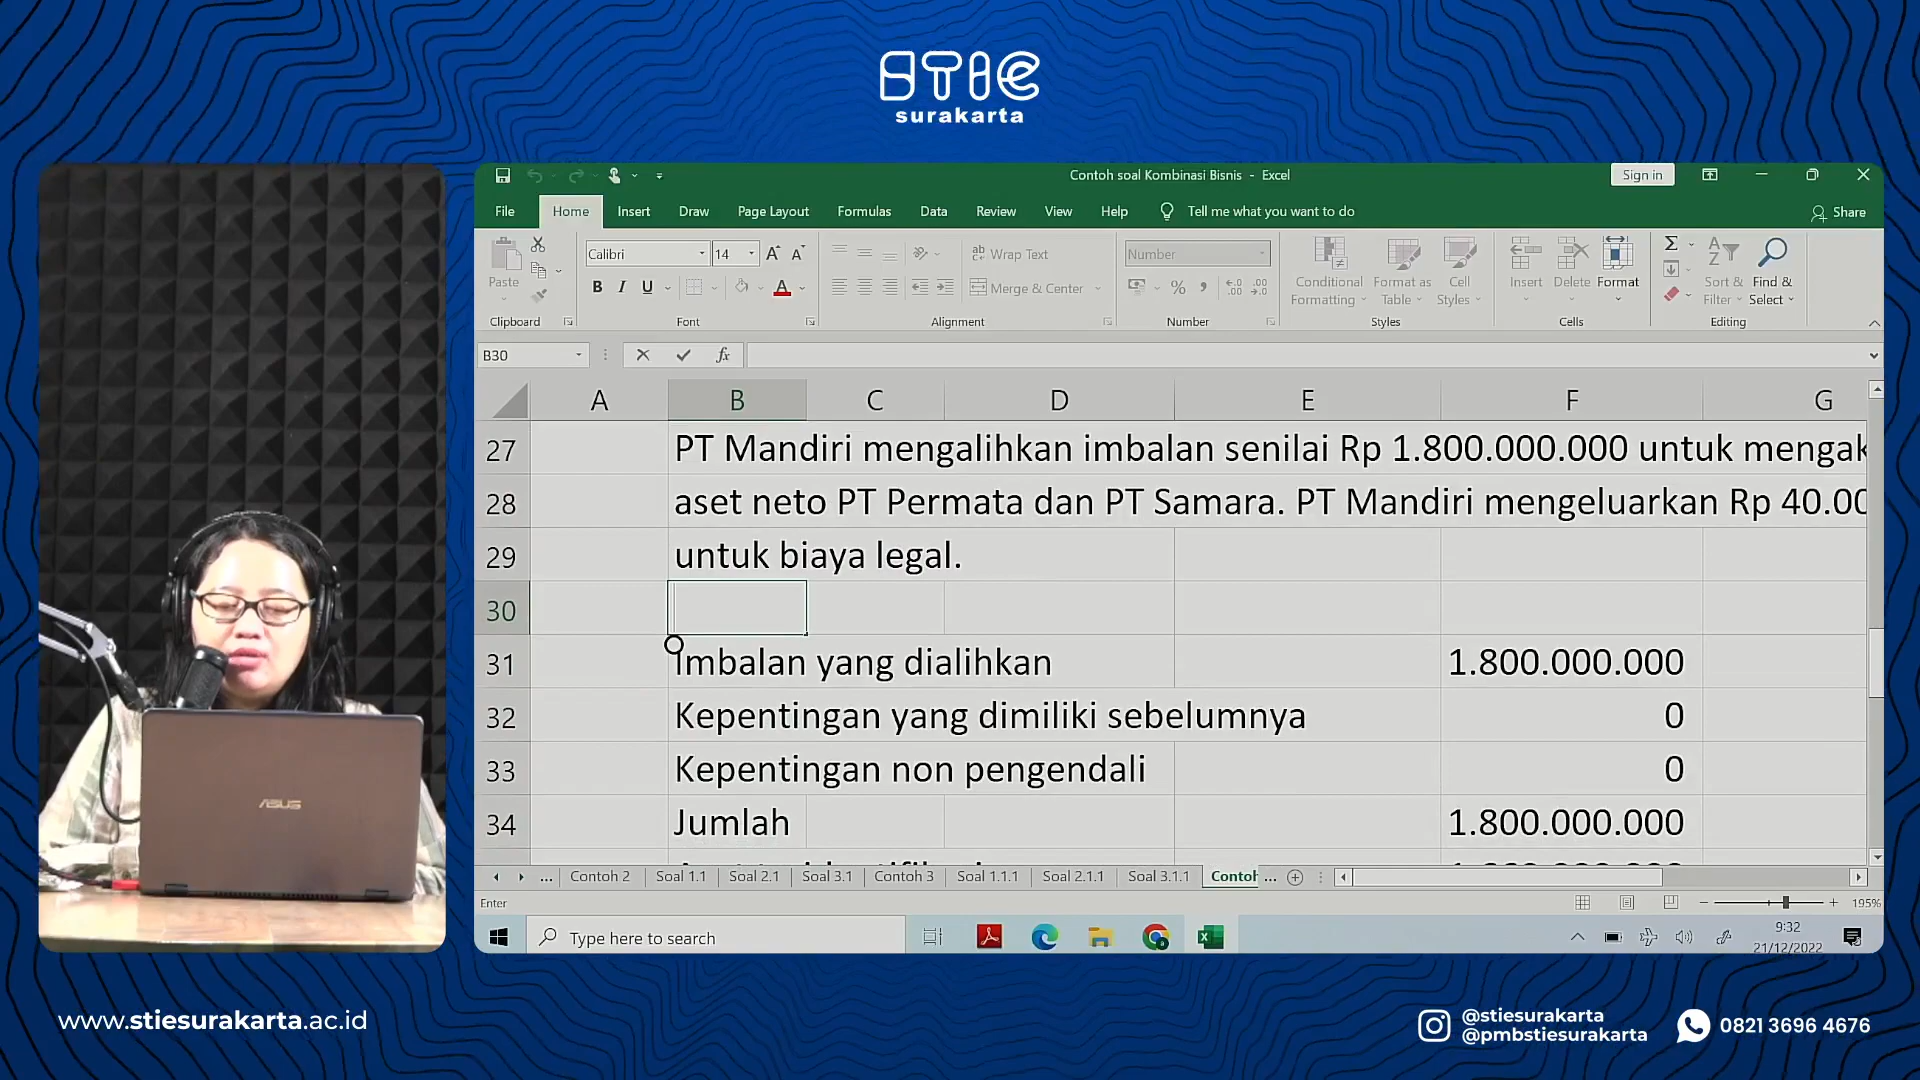 STIE
surakarta
Contoh soal Kombinasi Bisnis - Excel
Sign in
File Home Insert Draw Page Layout Formulas Data Review View Help Tell me what you want to do Share
Paste
Calibri 14
Wrap Text
Number
B I U
Merge & Center
Conditional Formatting
Format as Table
Cell Styles
Insert Delete Format
Sort & Filter
Find & Select
Clipboard Font Alignment Number Styles Cells Editing
B30
fx
A B C D E F G
27 PT Mandiri mengalihkan imbalan senilai Rp 1.800.000.000 untuk mengak
28 aset neto PT Permata dan PT Samara. PT Mandiri mengeluarkan Rp 40.00
29 untuk biaya legal.
30
31 Imbalan yang dialihkan 1.800.000.000
32 Kepentingan yang dimiliki sebelumnya 0
33 Kepentingan non pengendali 0
34 Jumlah 1.800.000.000
... Contoh 2 Soal 1.1 Soal 2.1 Soal 3.1 Contoh 3 Soal 1.1.1 Soal 2.1.1 Soal 3.1.1 Contoh ...
Enter
195%
Type here to search
9:32
21/12/2022
ASUS
www.stiesurakarta.ac.id
@stiesurakarta
@pmbstiesurakarta
0821 3696 4676